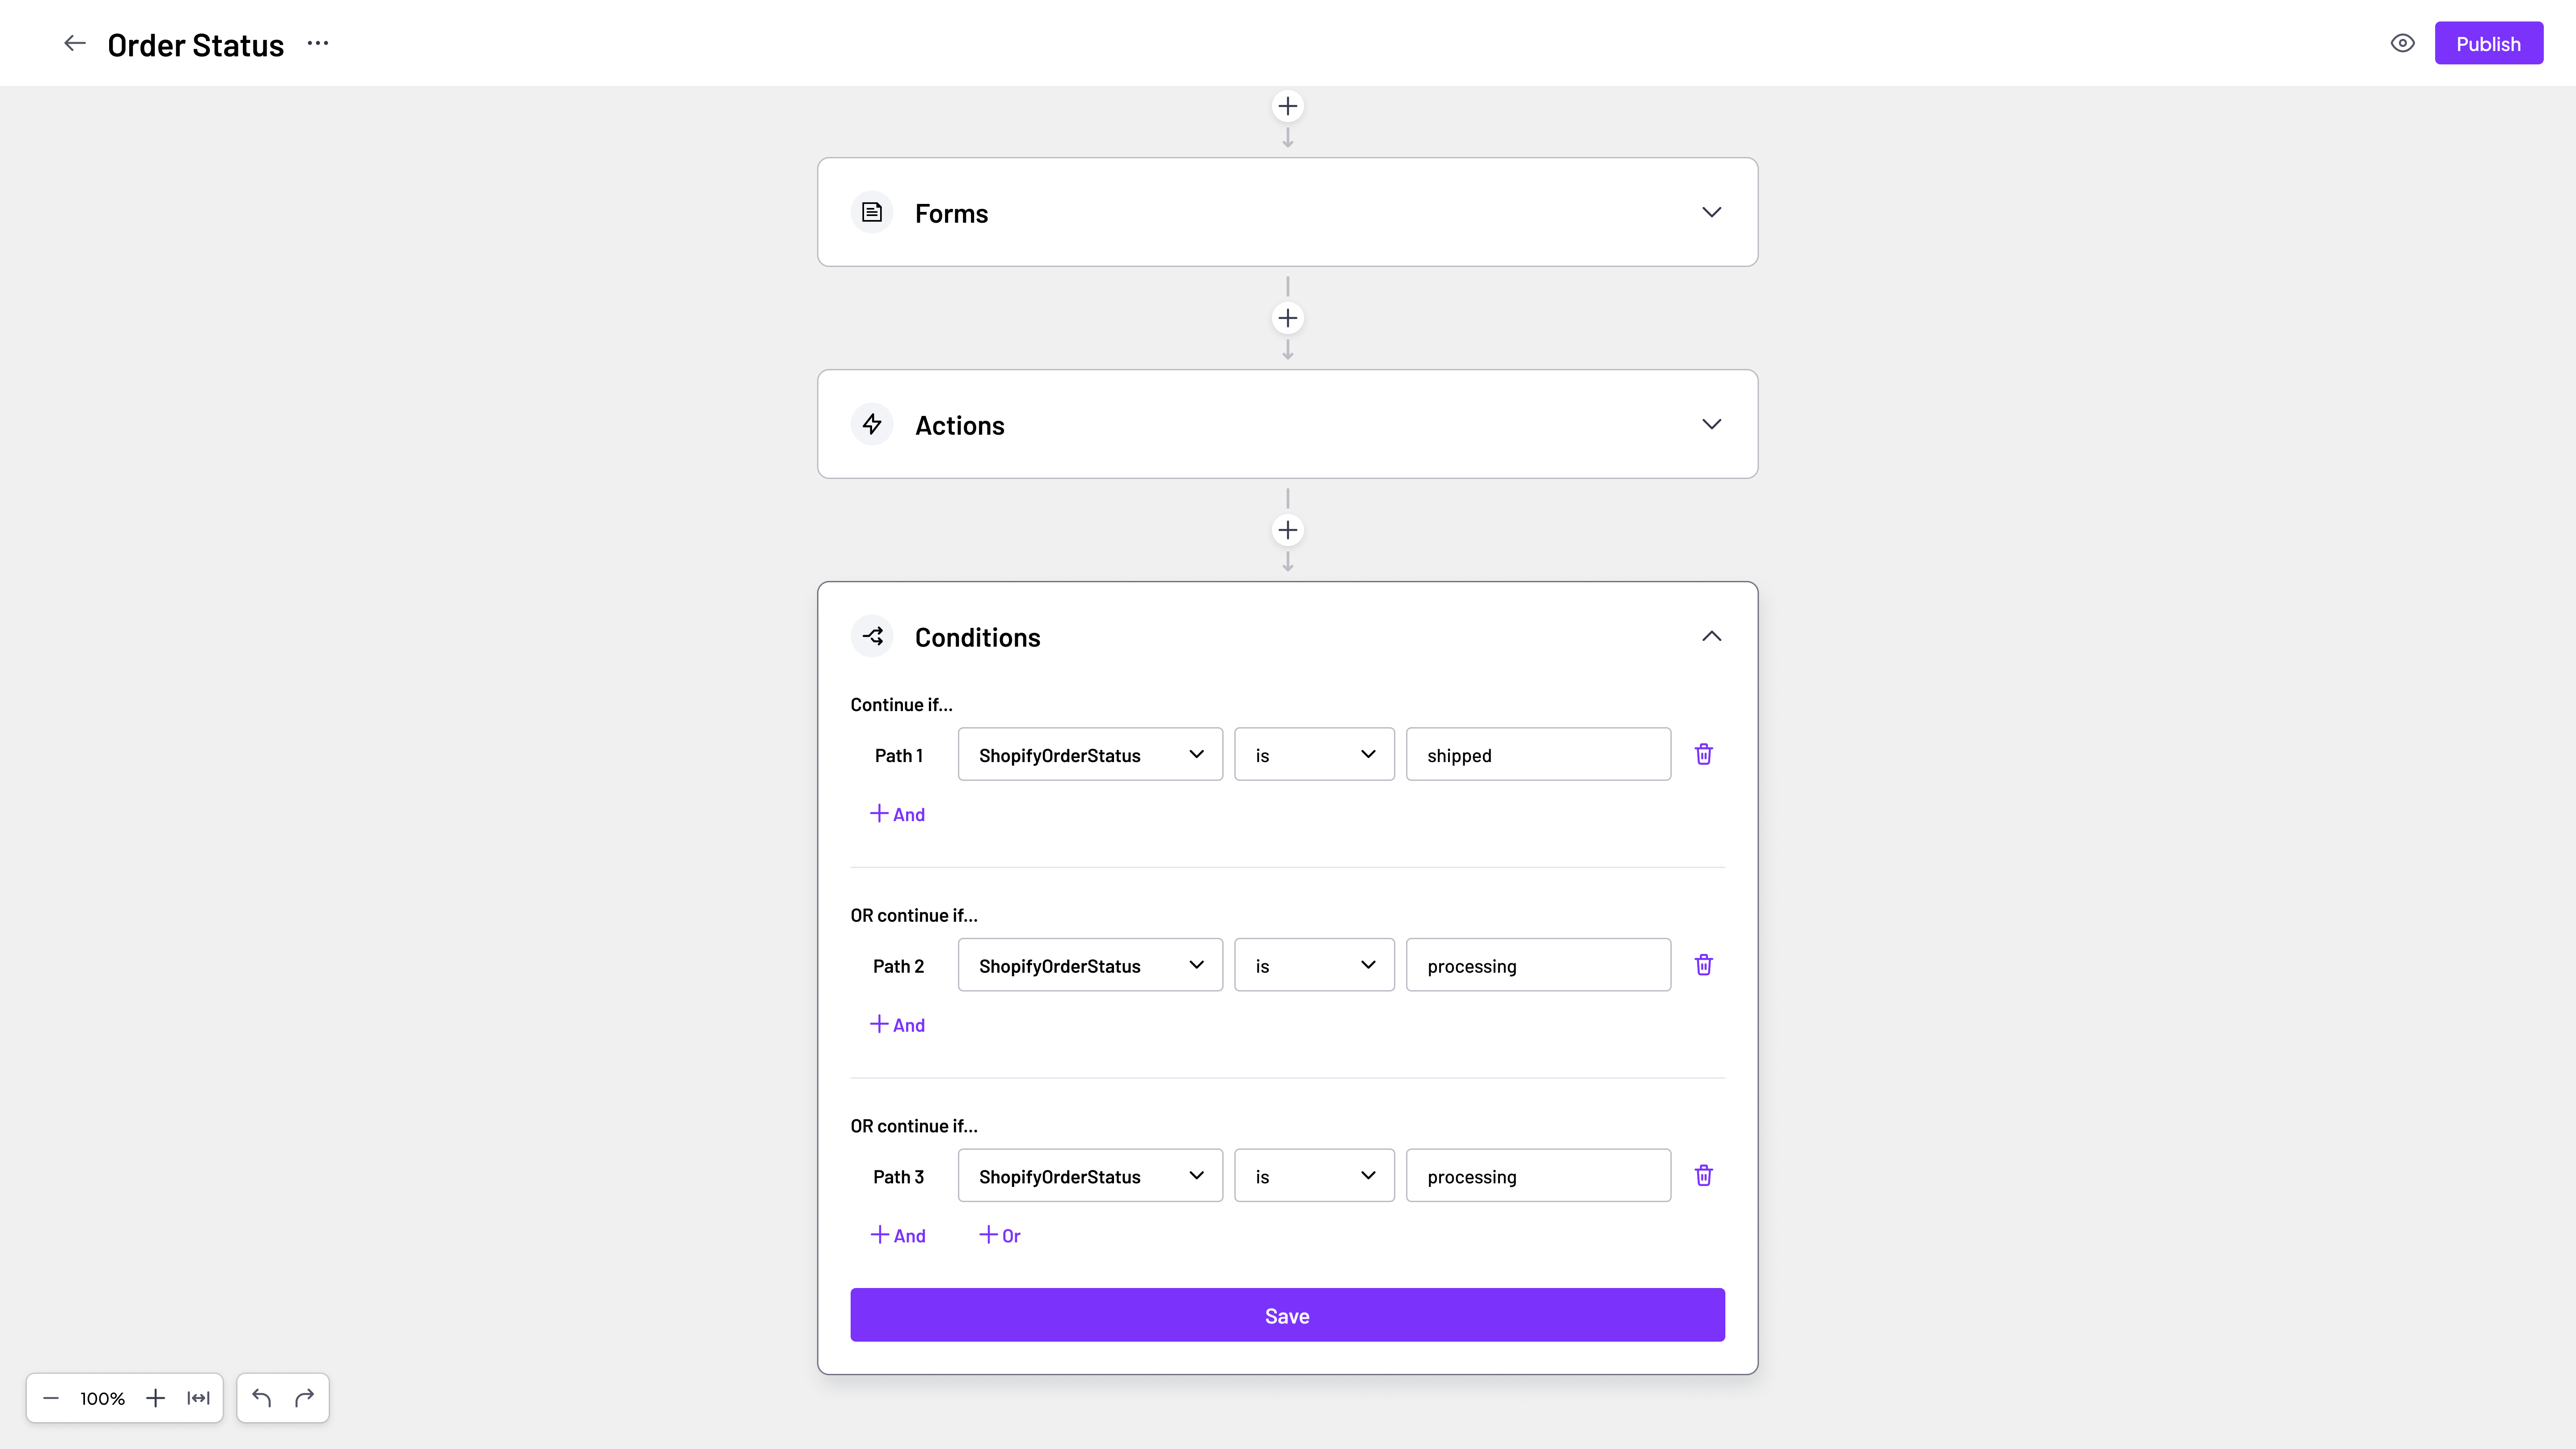 Order Status
Publish
Forms
Actions
Conditions
Continue if...
Path 1 ShopifyOrderStatus is shipped
And
OR continue if...
Path 2 ShopifyOrderStatus is processing
And
OR continue if...
Path 3 ShopifyOrderStatus is processing
And Or
Save
100%